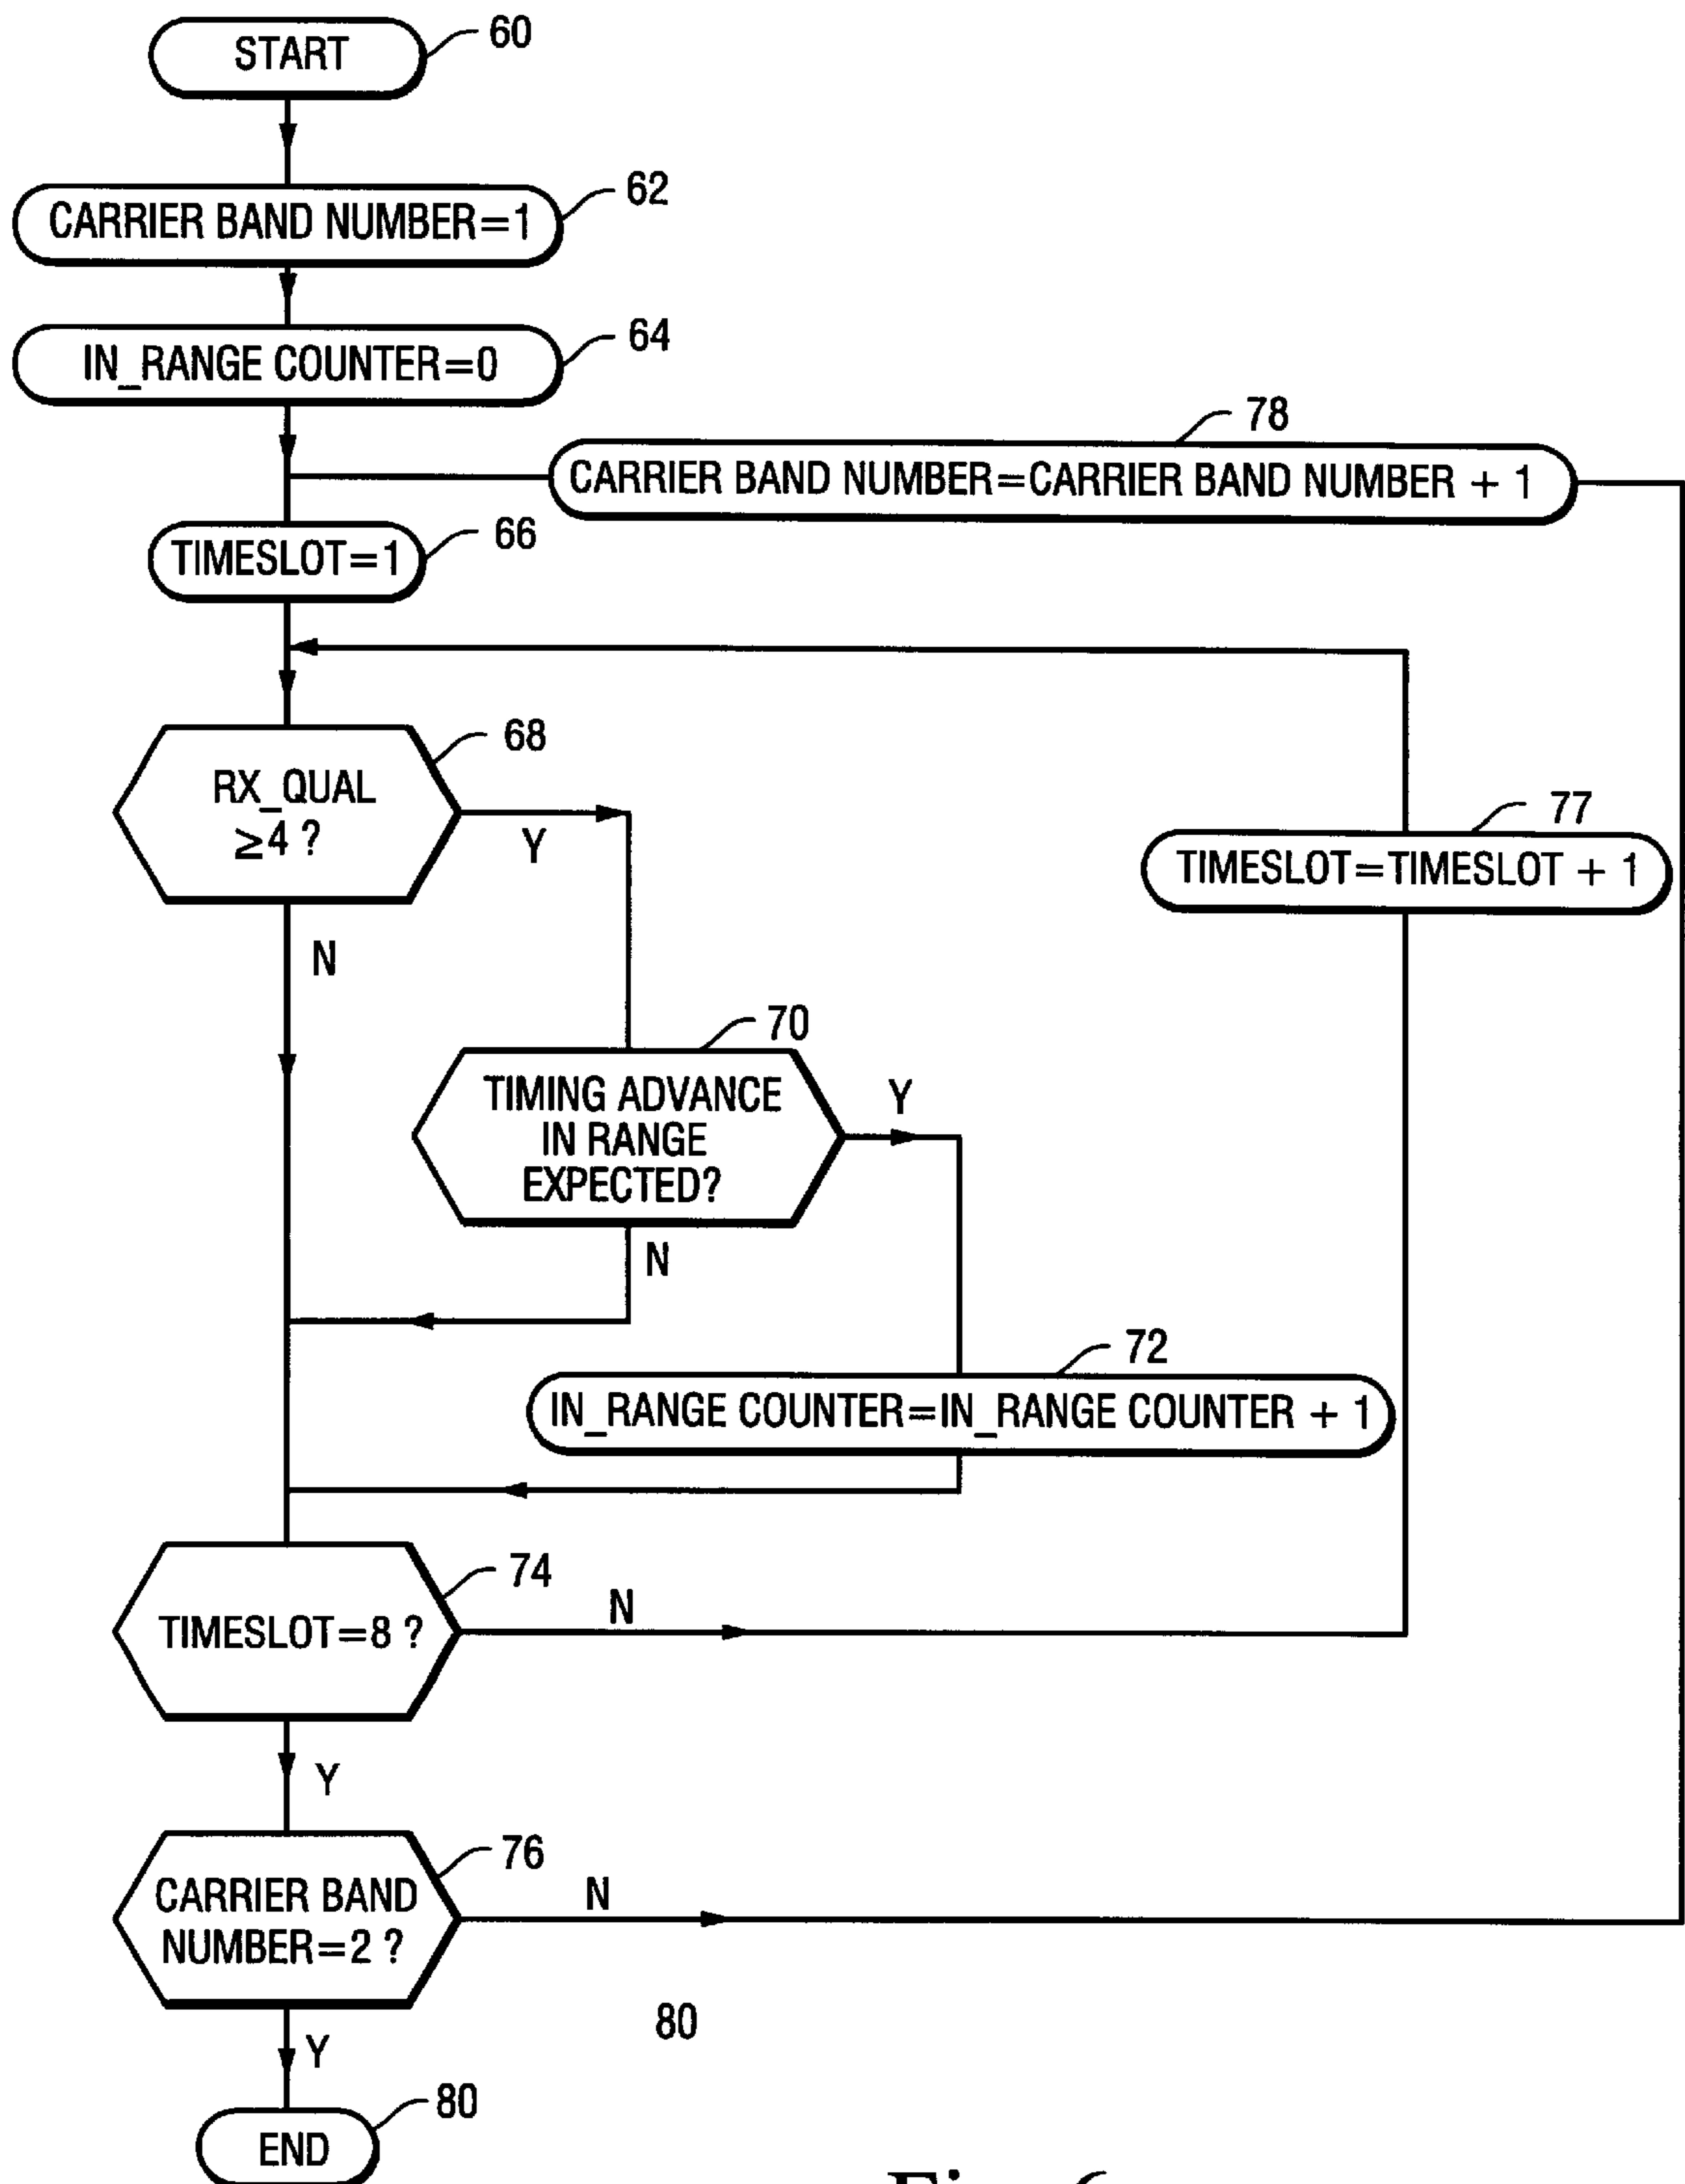 START
60
CARRIER BAND NUMBER=1
62
IN_RANGE COUNTER=0
64
78
CARRIER BAND NUMBER=CARRIER BAND NUMBER + 1
TIMESLOT=1
66
RX_QUAL
≥4 ?
68
Y
N
77
TIMESLOT=TIMESLOT + 1
70
TIMING ADVANCE
IN RANGE
EXPECTED?
Y
N
72
IN_RANGE COUNTER=IN_RANGE COUNTER + 1
TIMESLOT=8 ?
74
N
Y
CARRIER BAND
NUMBER=2 ?
76
N
80
Y
END
80